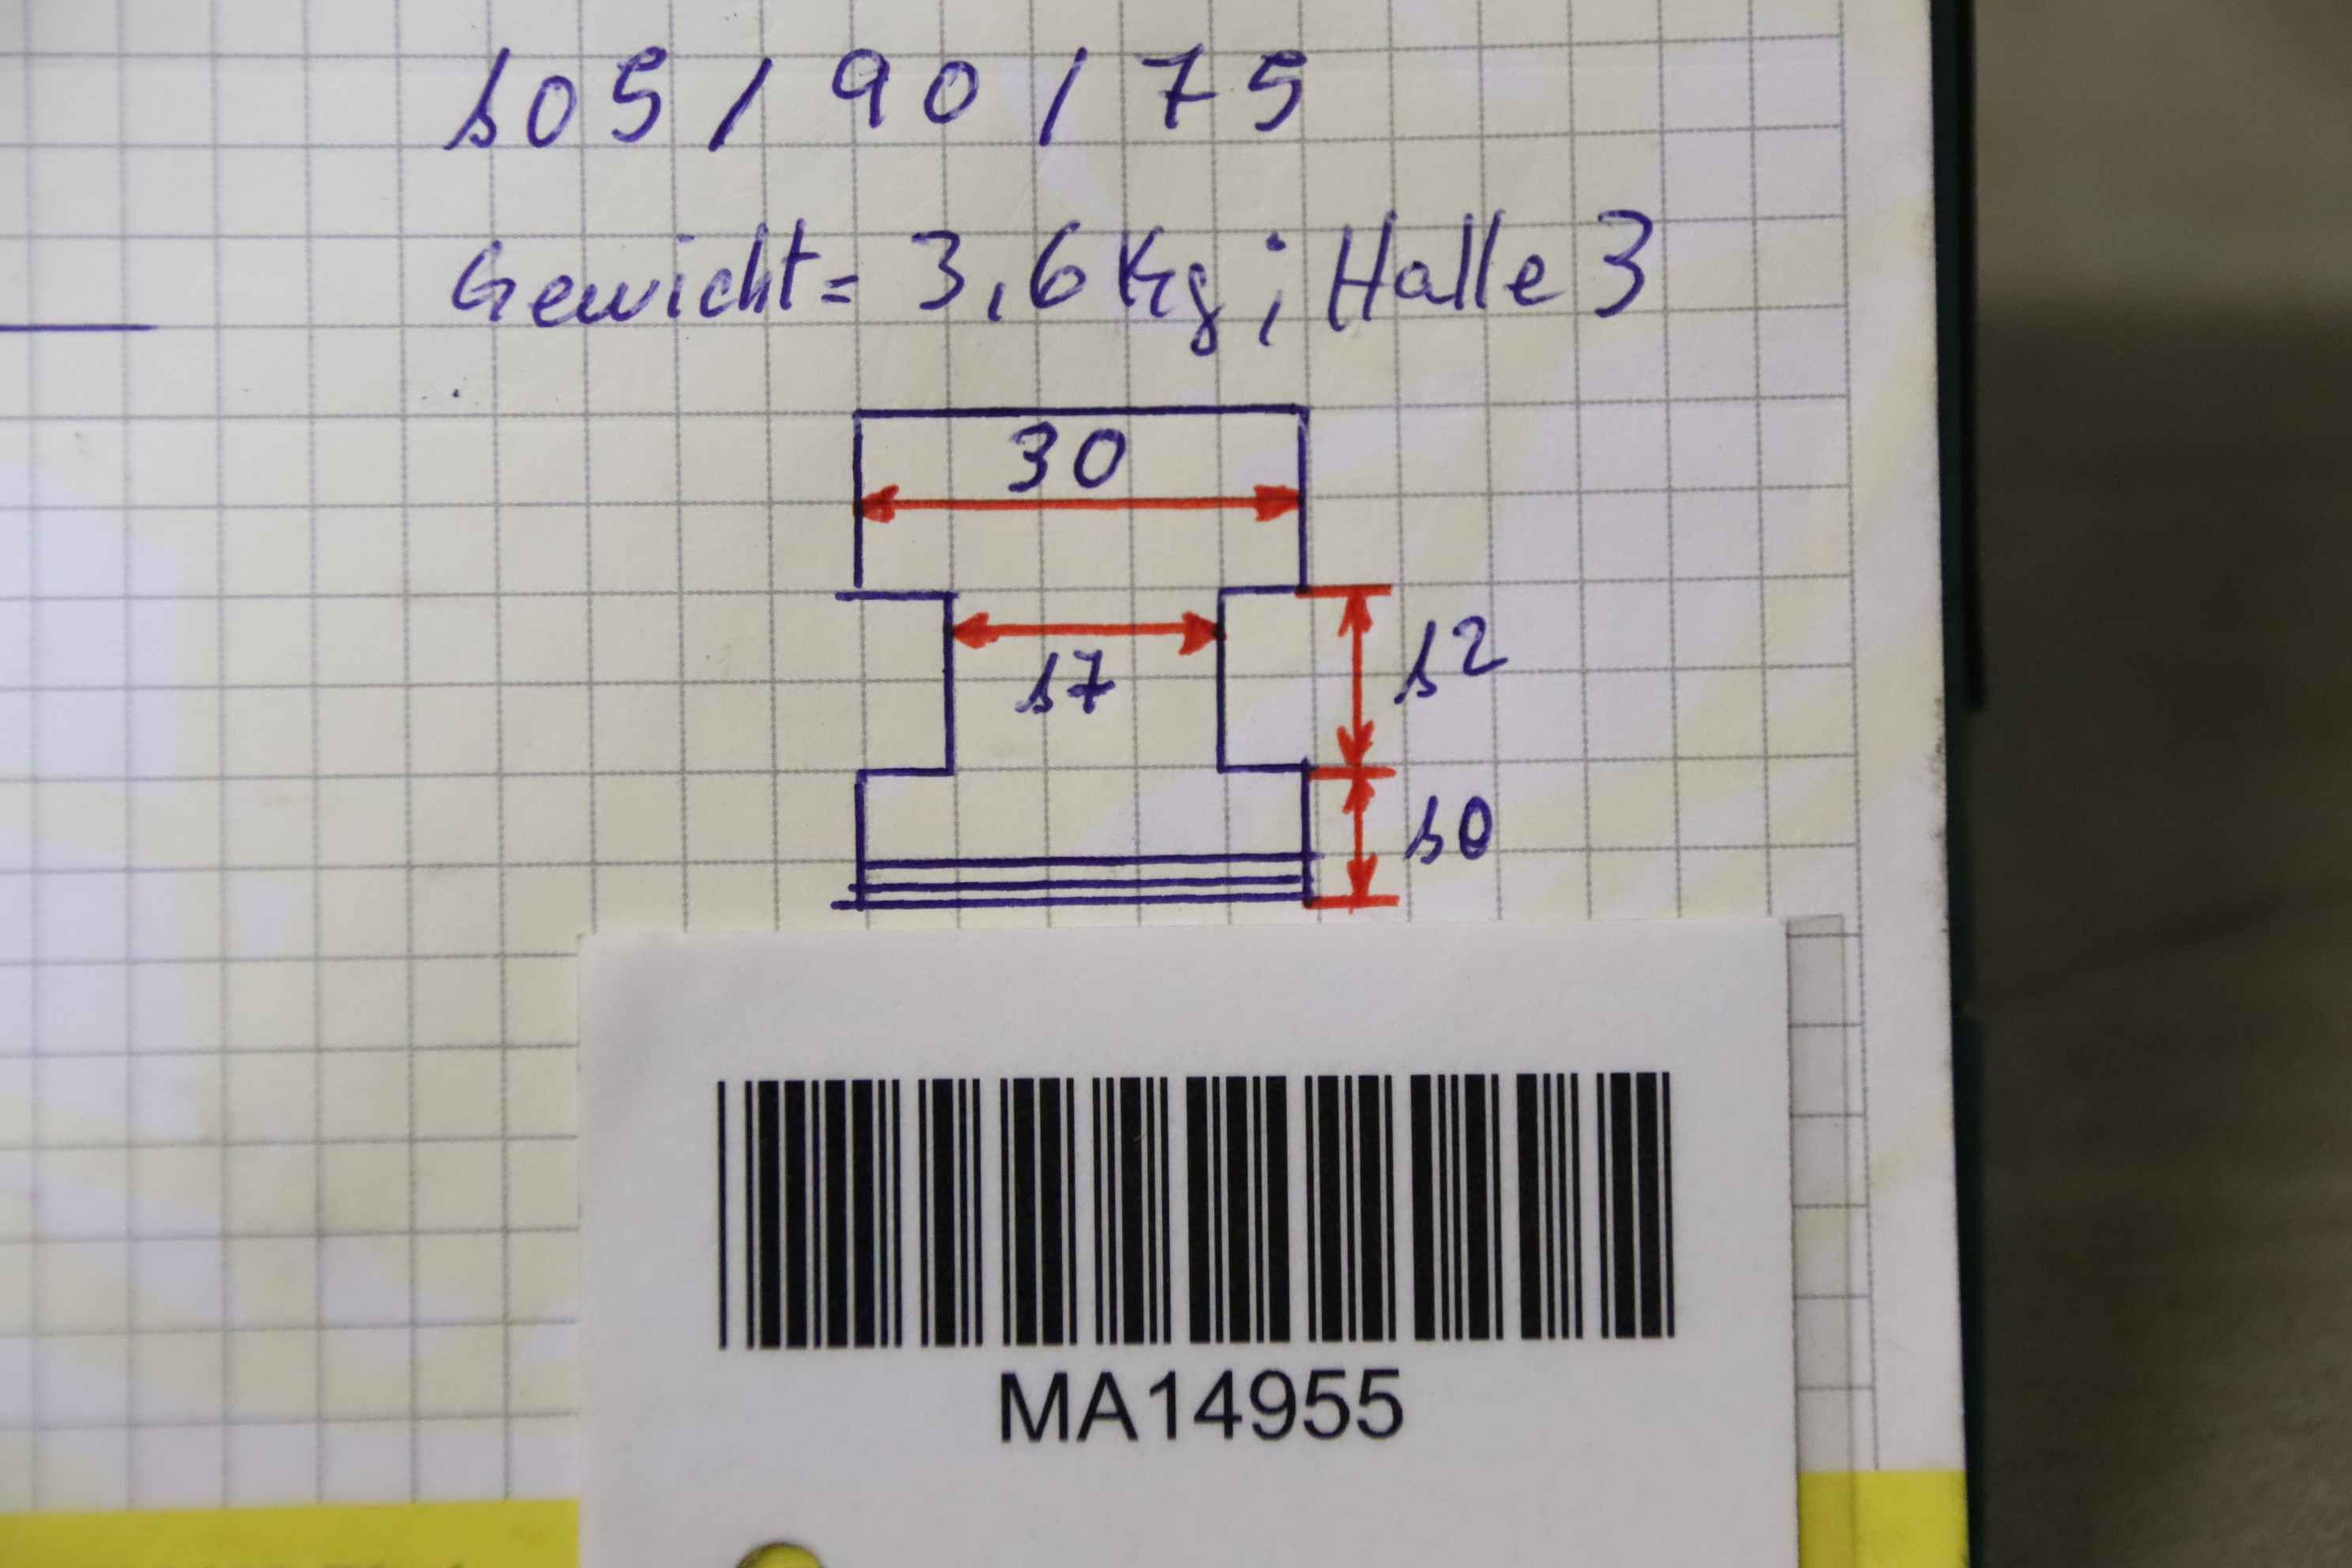 105 / 90 / 75
Gewicht = 3,6 Kg ; Halle 3
30
17
12
10
MA14955